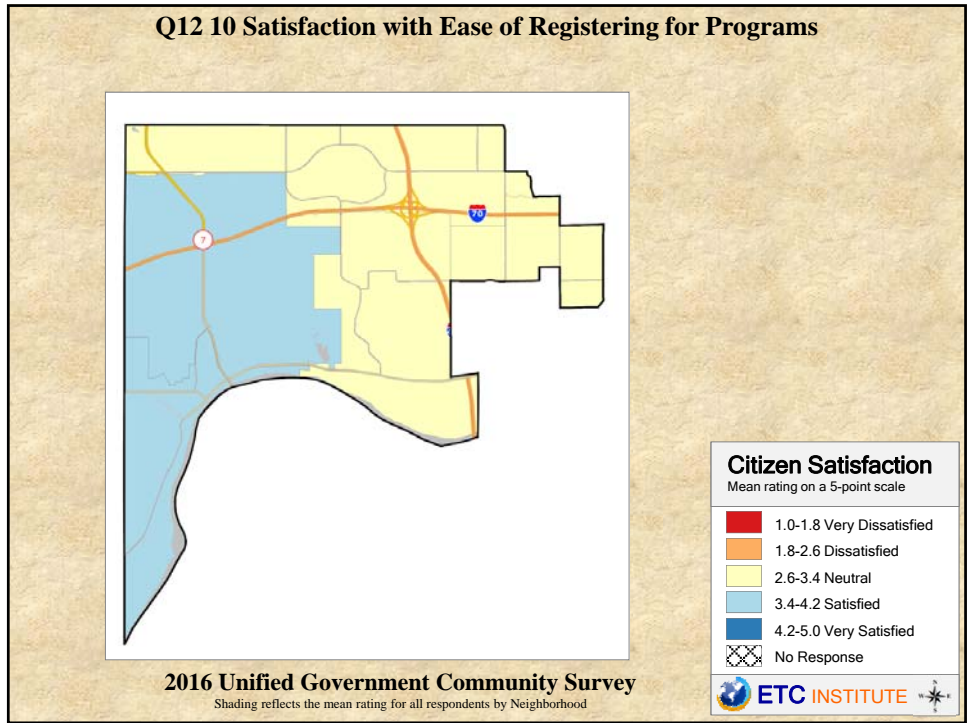 Q12 10 Satisfaction with Ease of Registering for Programs
70
7
Citizen Satisfaction
Mean rating on a 5-point scale
1.0-1.8 Very Dissatisfied
1.8-2.6 Dissatisfied
2.6-3.4 Neutral
3.4-4.2 Satisfied
4.2-5.0 Very Satisfied
No Response
ETC INSTITUTE
N
W E
S
2016 Unified Government Community Survey
Shading reflects the mean rating for all respondents by Neighborhood